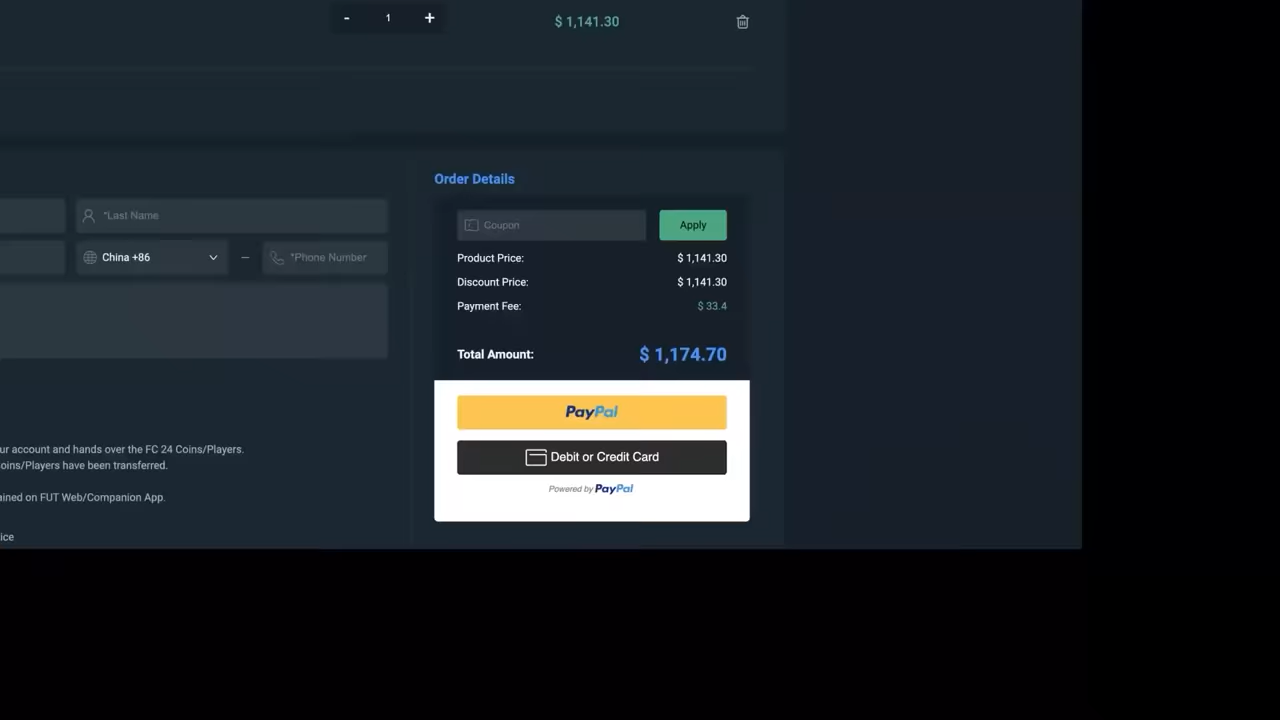 - 1 + $ 1,141.30
Order Details
*Last Name
Coupon Apply
China +86 – *Phone Number
Product Price: $ 1,141.30
Discount Price: $ 1,141.30
Payment Fee: $ 33.4
Total Amount: $ 1,174.70
PayPal
Debit or Credit Card
Powered by PayPal
ur account and hands over the FC 24 Coins/Players.
oins/Players have been transferred.
ained on FUT Web/Companion App.
ice